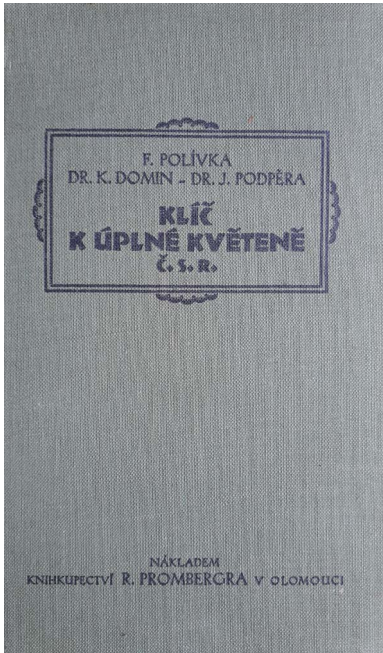 F. POLÍVKA
DR. K. DOMIN - DR. J. PODPĚRA
KLÍČ
K ÚPLNÉ KVĚTENĚ
Č. S. R.
NÁKLADEM
KNIHKUPECTVÍ R. PROMBERGRA V OLOMOUCI